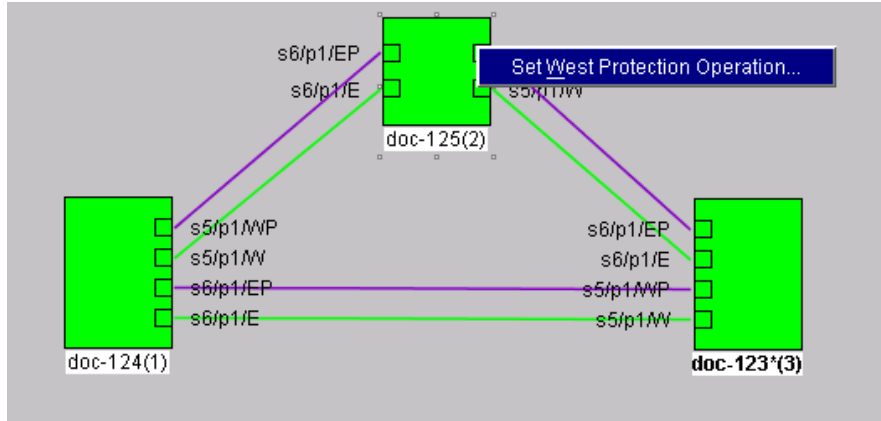 s6/p1/EP
Set West Protection Operation...
s6/p1/E
s5/p1/W
doc-125(2)
s5/p1/WP
s6/p1/EP
s5/p1/W
s6/p1/E
s6/p1/EP
s5/p1/WP
s6/p1/E
s5/p1/W
doc-124(1)
doc-123*(3)